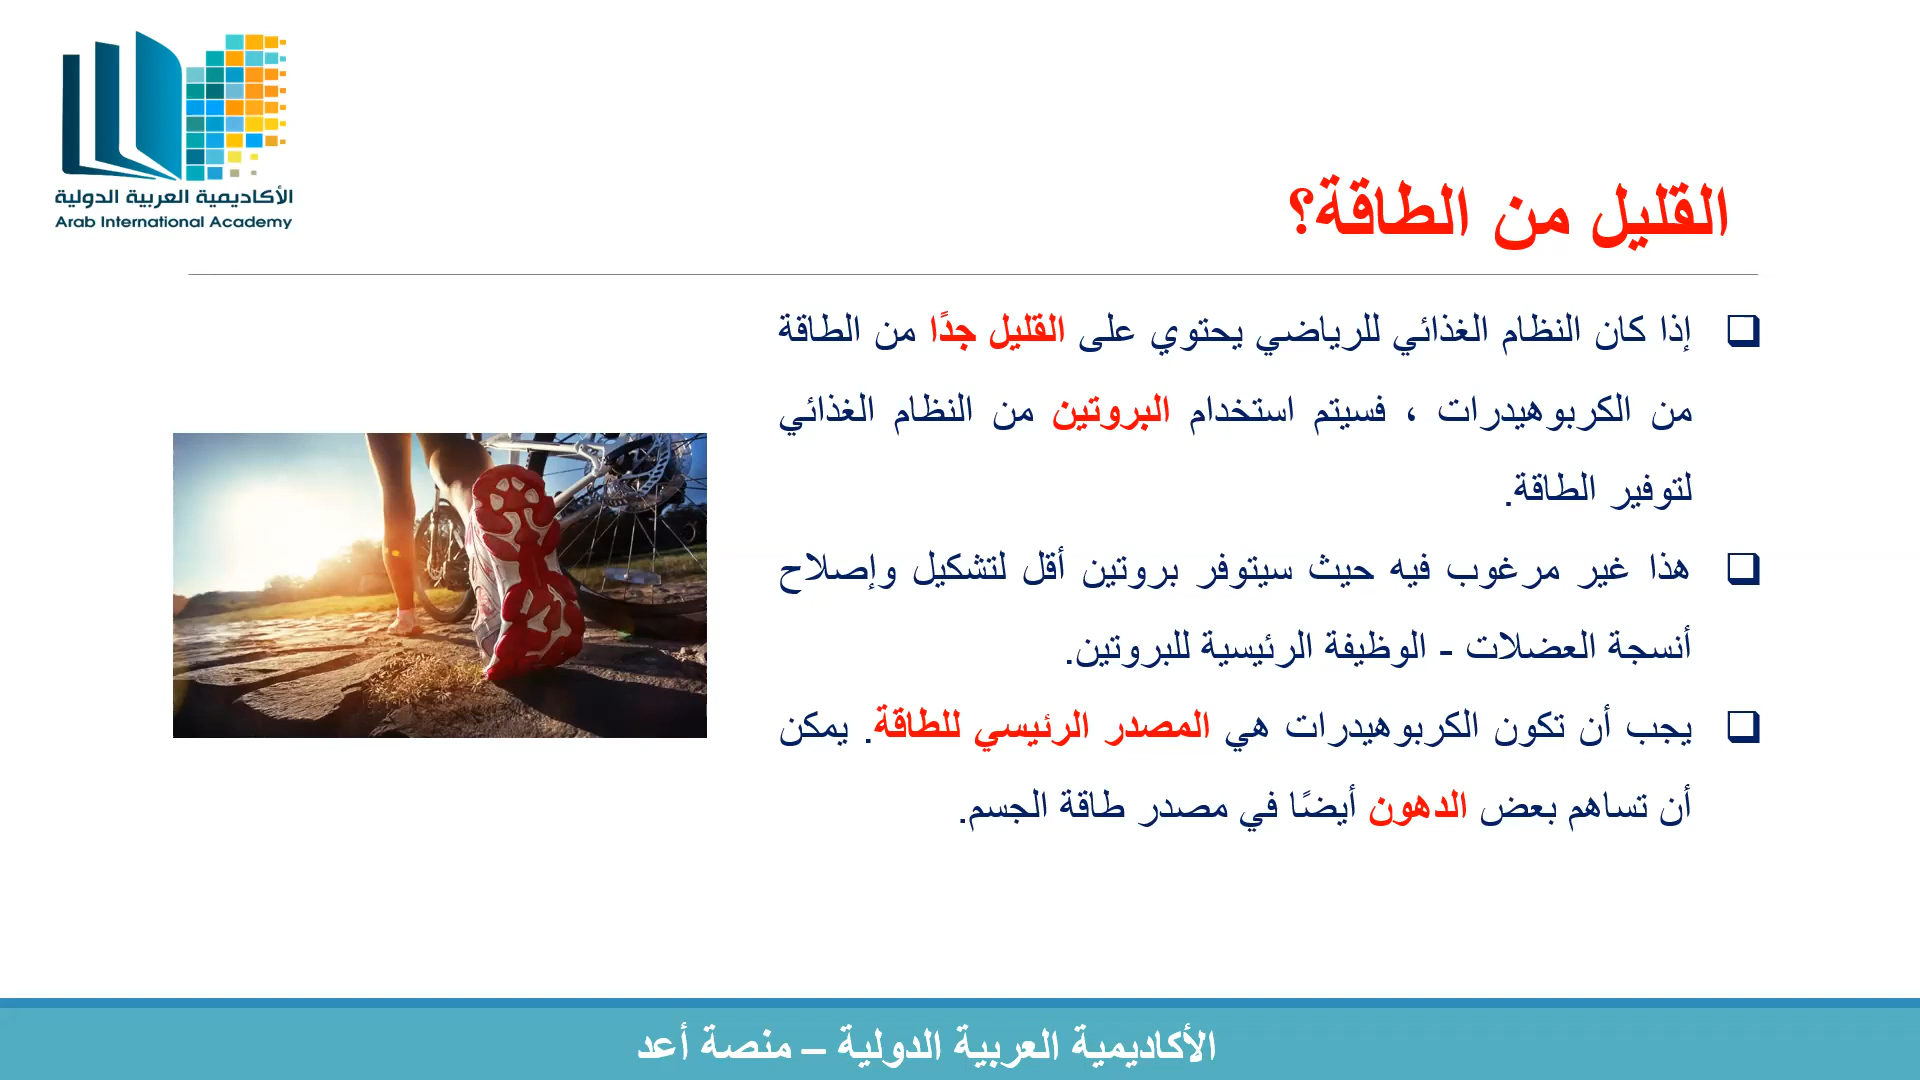 الأكاديمية العربية الدولية
Arab International Academy
القليل من الطاقة؟
إذا كان النظام الغذائي للرياضي يحتوي على القليل جدًا من الطاقة
من الكربوهيدرات ، فسيتم استخدام البروتين من النظام الغذائي
لتوفير الطاقة.
هذا غير مرغوب فيه حيث سيتوفر بروتين أقل لتشكيل وإصلاح
أنسجة العضلات - الوظيفة الرئيسية للبروتين.
يجب أن تكون الكربوهيدرات هي المصدر الرئيسي للطاقة. يمكن
أن تساهم بعض الدهون أيضًا في مصدر طاقة الجسم.
الأكاديمية العربية الدولية – منصة أعد